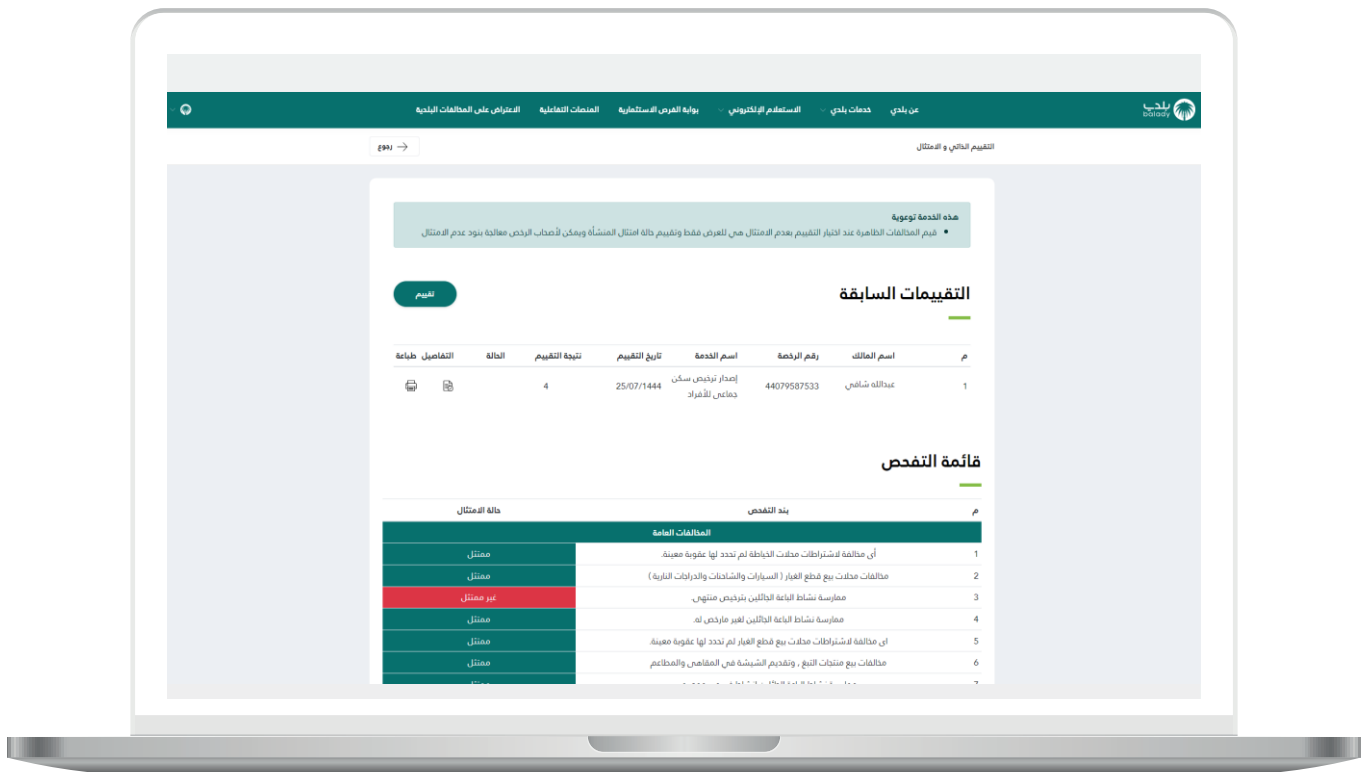 بلدي
balady
عن بلدي خدمات بلدي الاستعلام الإلكتروني بوابة الفرص الاستثمارية المنصات التفاعلية الاعتراض على المخالفات البلدية
التقييم الذاتي و الامتثال
رجوع
هذه الخدمة توعوية
قيم المخالفات الظاهرة عند اختيار التقييم بعدم الامتثال هي للعرض فقط وتقييم حالة امتثال المنشأة ويمكن لأصحاب الرخص معالجة بنود عدم الامتثال
التقييمات السابقة
تقييم
م اسم المالك رقم الرخصة اسم الخدمة تاريخ التقييم نتيجة التقييم الحالة التفاصيل طباعة
1 عبدالله شافي 44079587533 إصدار ترخيص سكن 25/07/1444 4
جماعي للأفراد
قائمة التفحص
م بند التفحص حالة الامتثال
المخالفات العامة
1 أي مخالفة لاشتراطات محلات الخياطة لم تحدد لها عقوبة معينة. ممتثل
2 مخالفات محلات بيع قطع الغيار ( السيارات والشاحنات والدراجات النارية ) ممتثل
3 ممارسة نشاط الباعة الجائلين بترخيص منتهي. غير ممتثل
4 ممارسة نشاط الباعة الجائلين لغير مارخص له. ممتثل
5 اي مخالفة لاشتراطات محلات بيع قطع الغيار لم تحدد لها عقوبة معينة. ممتثل
6 مخالفات بيع منتجات التبغ , وتقديم الشيشة في المقاهي والمطاعم ممتثل